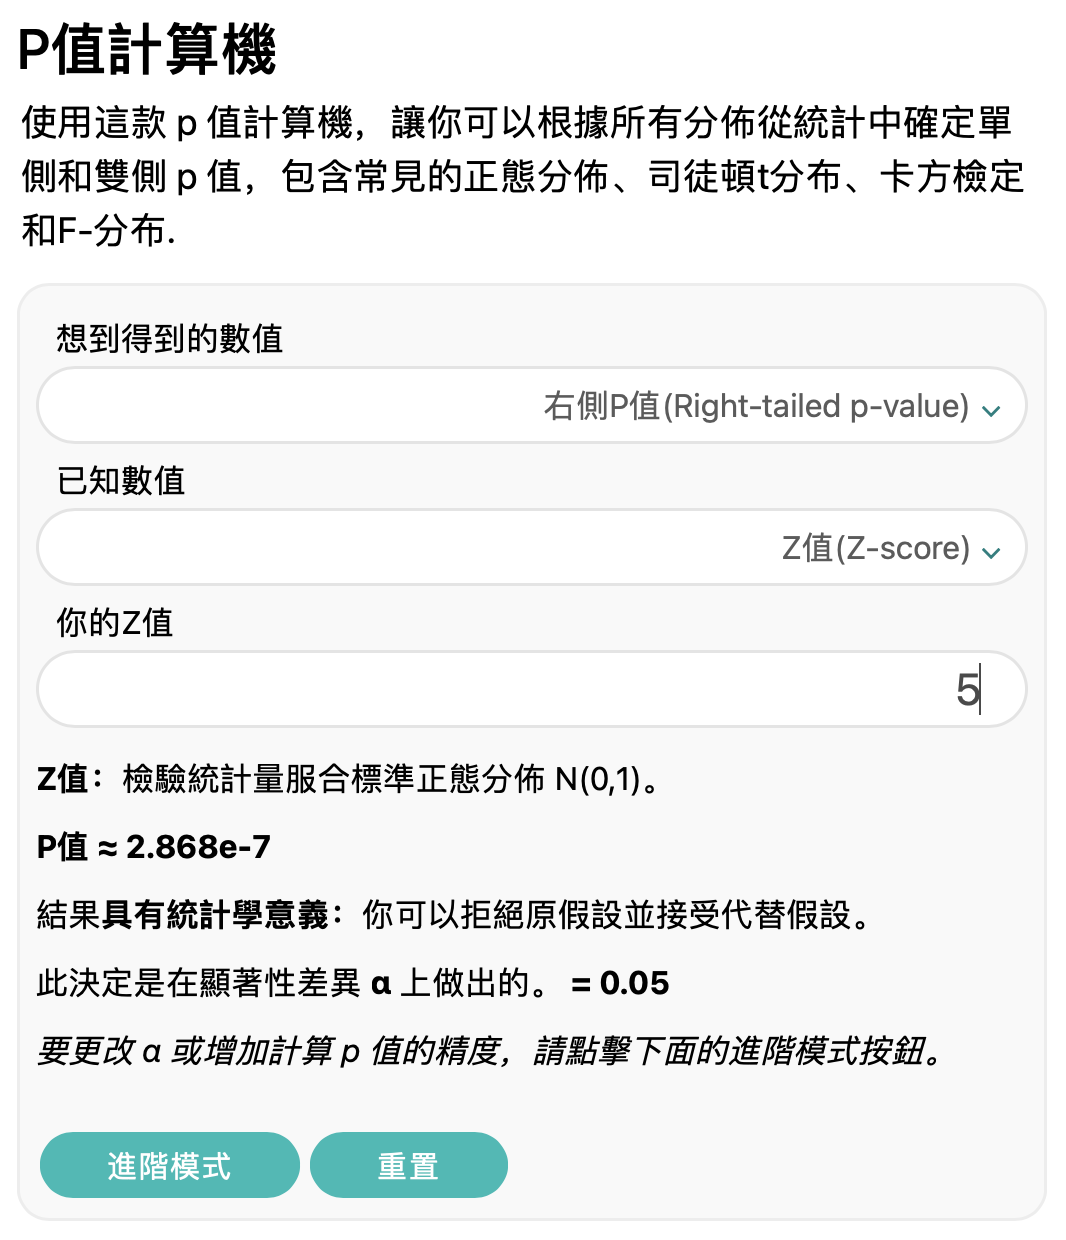 P值計算機
使用這款 p 值計算機，讓你可以根據所有分佈從統計中確定單
側和雙側 p 值，包含常見的正態分佈、司徒頓t分布、卡方檢定
和F-分布.
想到得到的數值
右側P值(Right-tailed p-value)
已知數值
Z值(Z-score)
你的Z值
5
Z值：檢驗統計量服合標準正態分佈 N(0,1)。
P值 ≈ 2.868e-7
結果具有統計學意義：你可以拒絕原假設並接受代替假設。
此決定是在顯著性差異 α 上做出的。 = 0.05
要更改 α 或增加計算 p 值的精度，請點擊下面的進階模式按鈕。
進階模式 重置